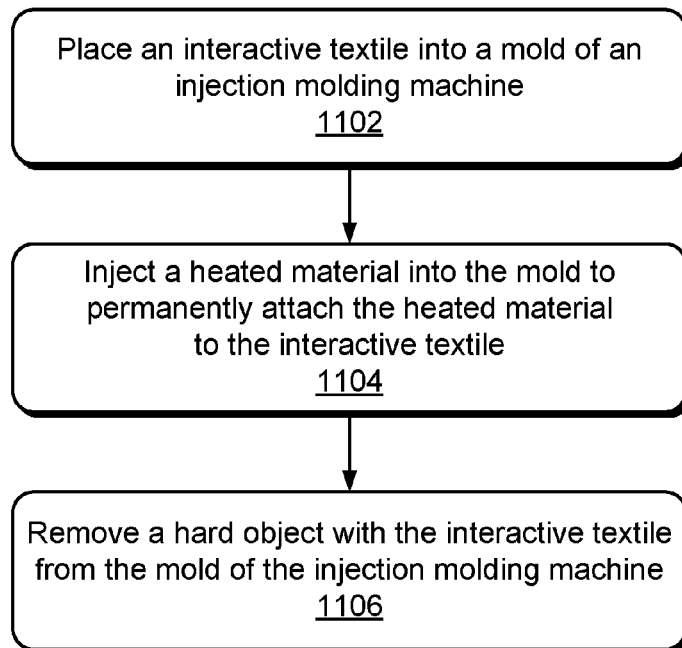 Place an interactive textile into a mold of an
injection molding machine
1102
Inject a heated material into the mold to
permanently attach the heated material
to the interactive textile
1104
Remove a hard object with the interactive textile
from the mold of the injection molding machine
1106